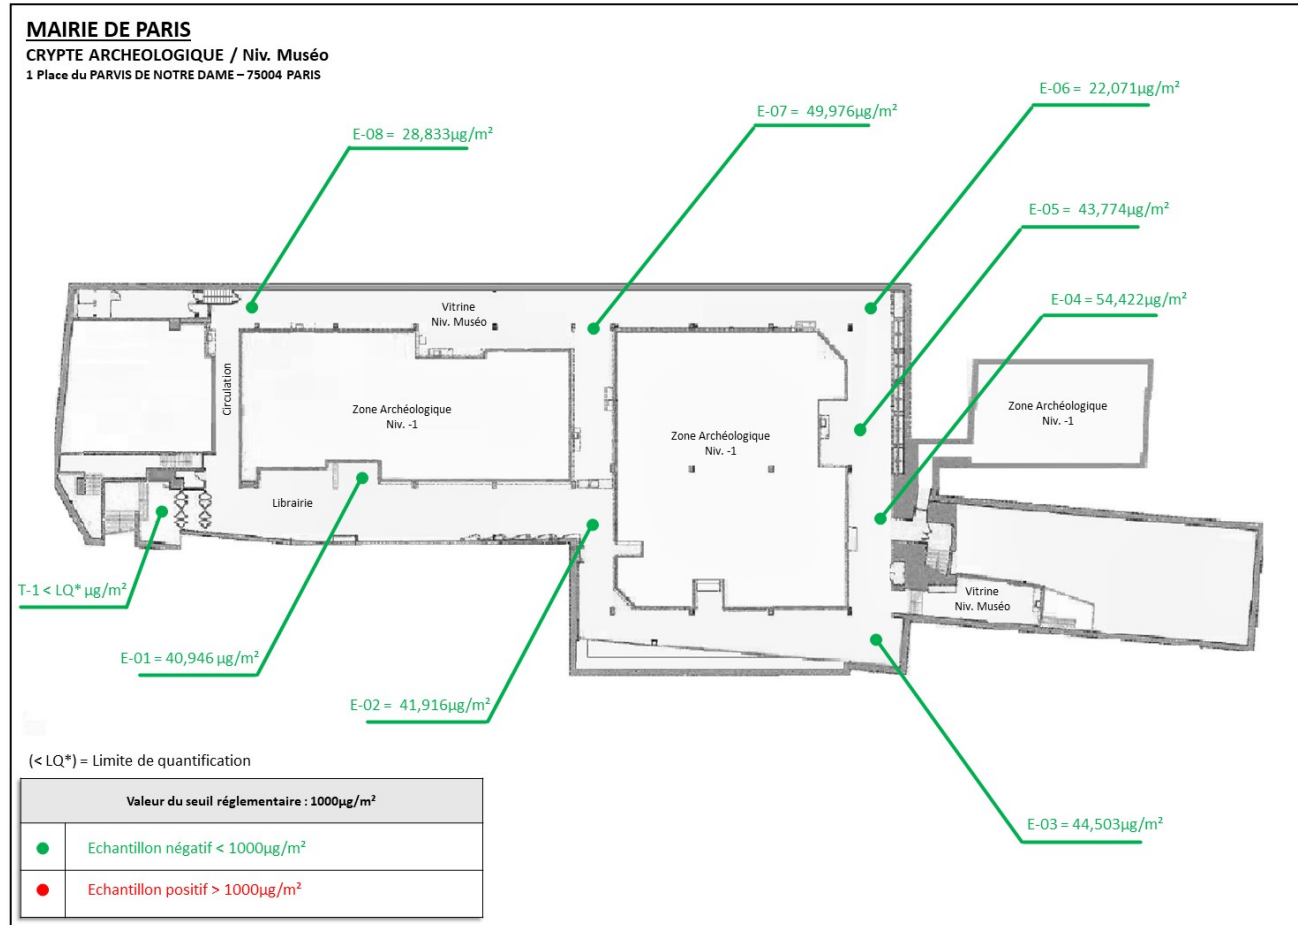 MAIRIE DE PARIS
CRYPTE ARCHEOLOGIQUE / Niv. Muséo
1 Place du PARVIS DE NOTRE DAME – 75004 PARIS
E-06 = 22,071µg/m²
E-07 = 49,976µg/m²
E-08 = 28,833µg/m²
E-05 = 43,774µg/m²
E-04 = 54,422µg/m²
Vitrine
Niv. Muséo
Circulation
Zone Archéologique
Niv. -1
Zone Archéologique
Niv. -1
Zone Archéologique
Niv. -1
Librairie
T-1 < LQ* µg/m²
Vitrine
Niv. Muséo
E-01 = 40,946 µg/m²
E-02 = 41,916µg/m²
E-03 = 44,503µg/m²
(< LQ*) = Limite de quantification
Valeur du seuil réglementaire : 1000µg/m²
Echantillon négatif < 1000µg/m²
Echantillon positif > 1000µg/m²